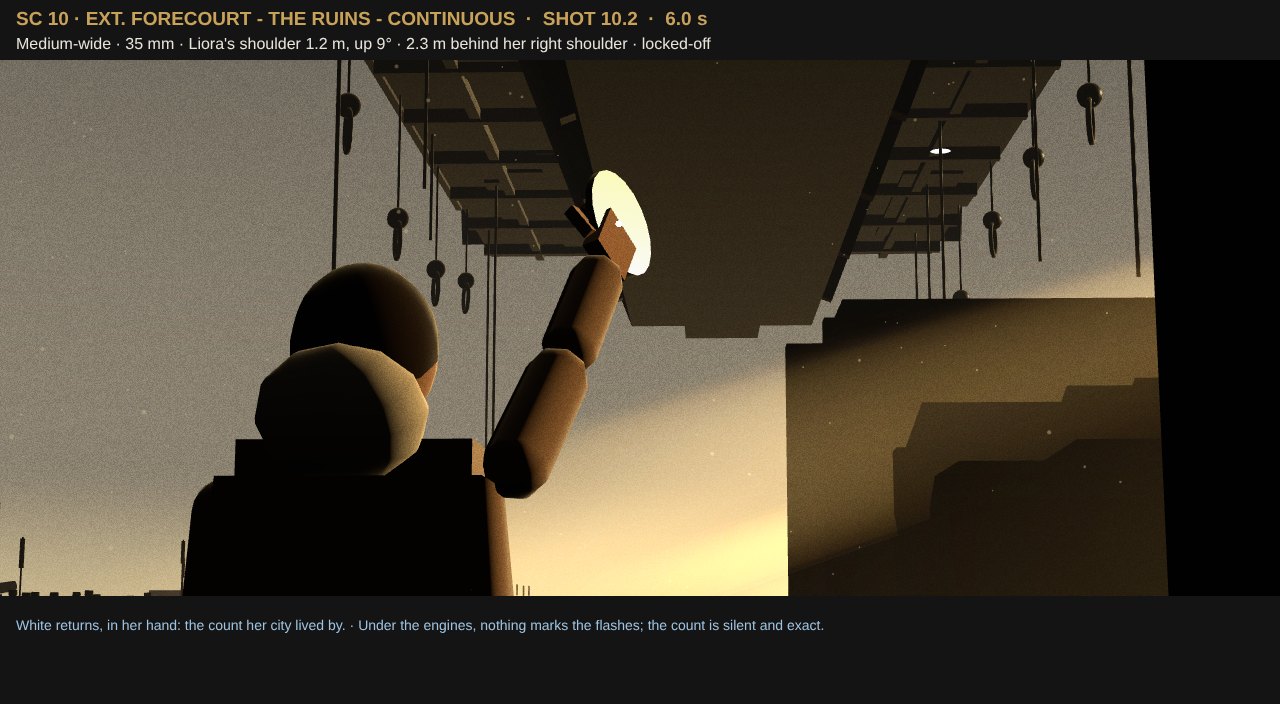 SC 10 · EXT. FORECOURT - THE RUINS - CONTINUOUS · SHOT 10.2 · 6.0 s
Medium-wide · 35 mm · Liora's shoulder 1.2 m, up 9° · 2.3 m behind her right shoulder · locked-off
White returns, in her hand: the count her city lived by. · Under the engines, nothing marks the flashes; the count is silent and exact.